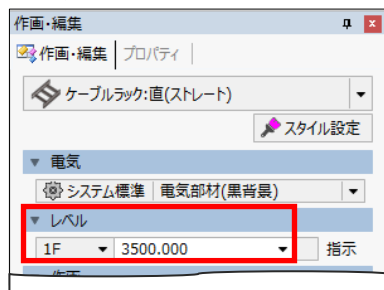 作画・編集
作画・編集 プロパティ
ケーブルラック:直(ストレート)
スタイル設定
電気
システム標準 電気部材(黒背景)
レベル
1F 3500.000 指示